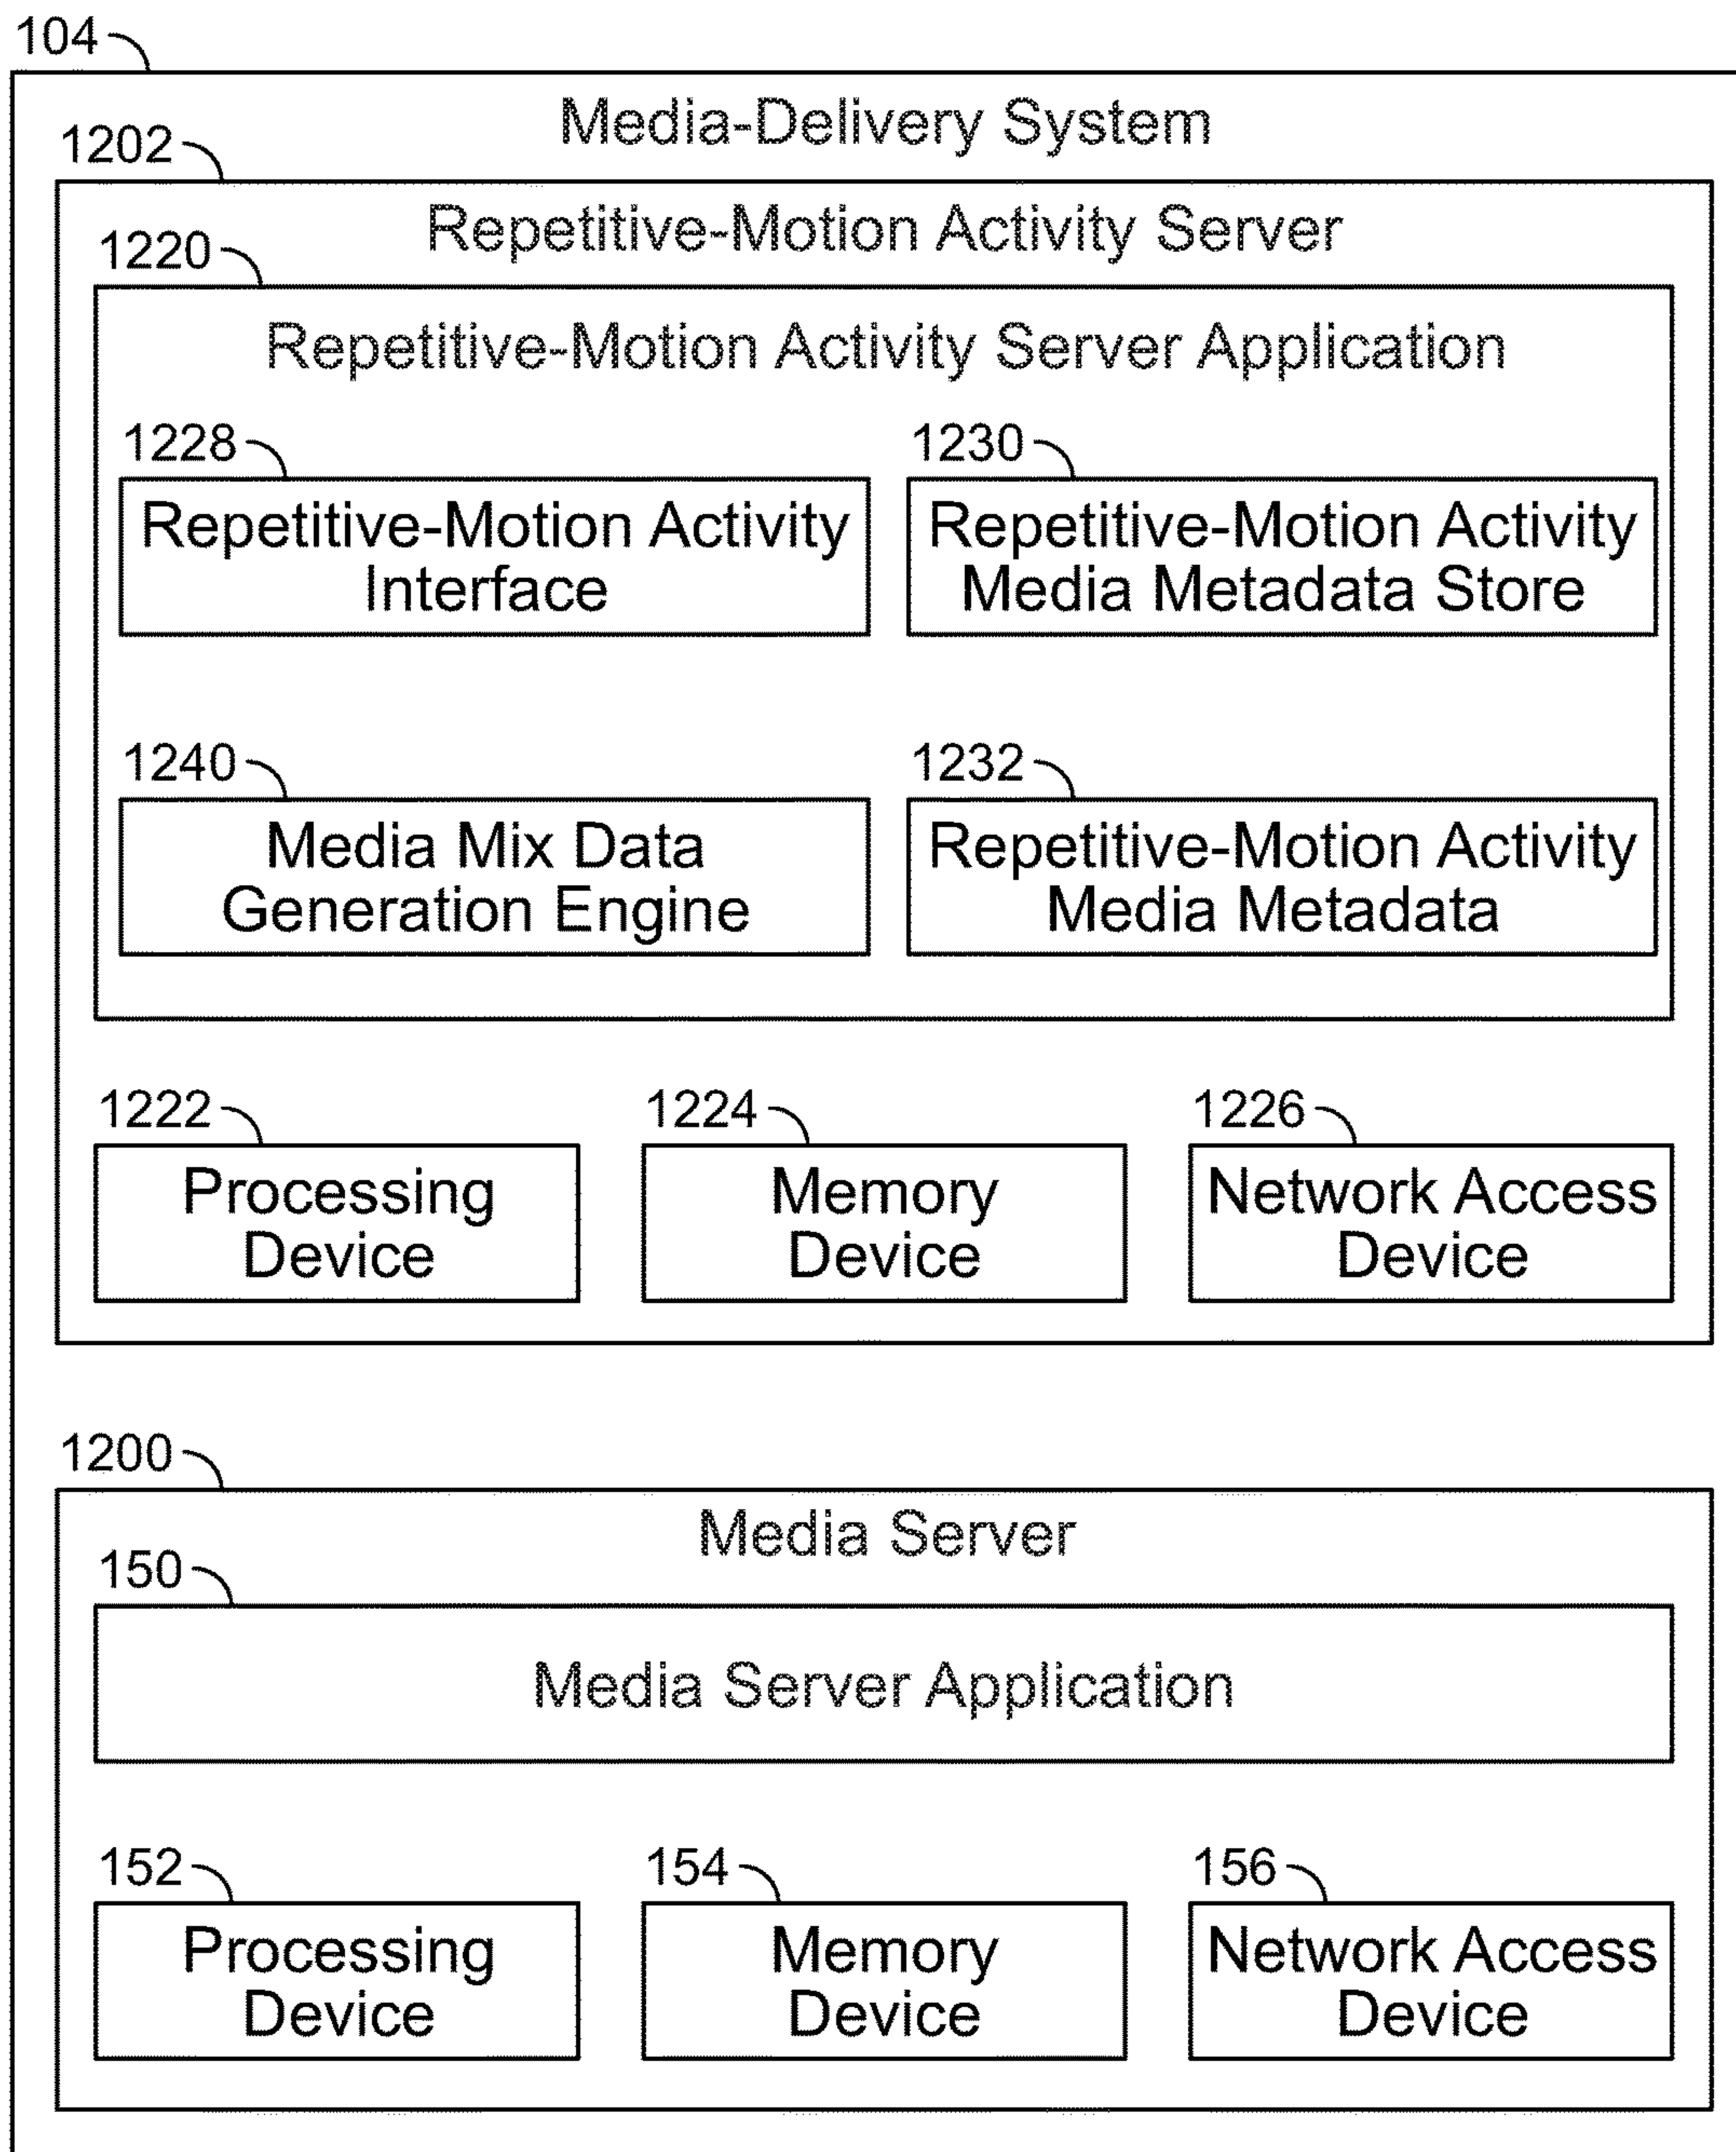 104
Media-Delivery System
1202
Repetitive-Motion Activity Server
1220
Repetitive-Motion Activity Server Application
1228
Repetitive-Motion Activity
Interface
1230
Repetitive-Motion Activity
Media Metadata Store
1240
Media Mix Data
Generation Engine
1232
Repetitive-Motion Activity
Media Metadata
1222
Processing
Device
1224
Memory
Device
1226
Network Access
Device
1200
Media Server
150
Media Server Application
152
Processing
Device
154
Memory
Device
156
Network Access
Device